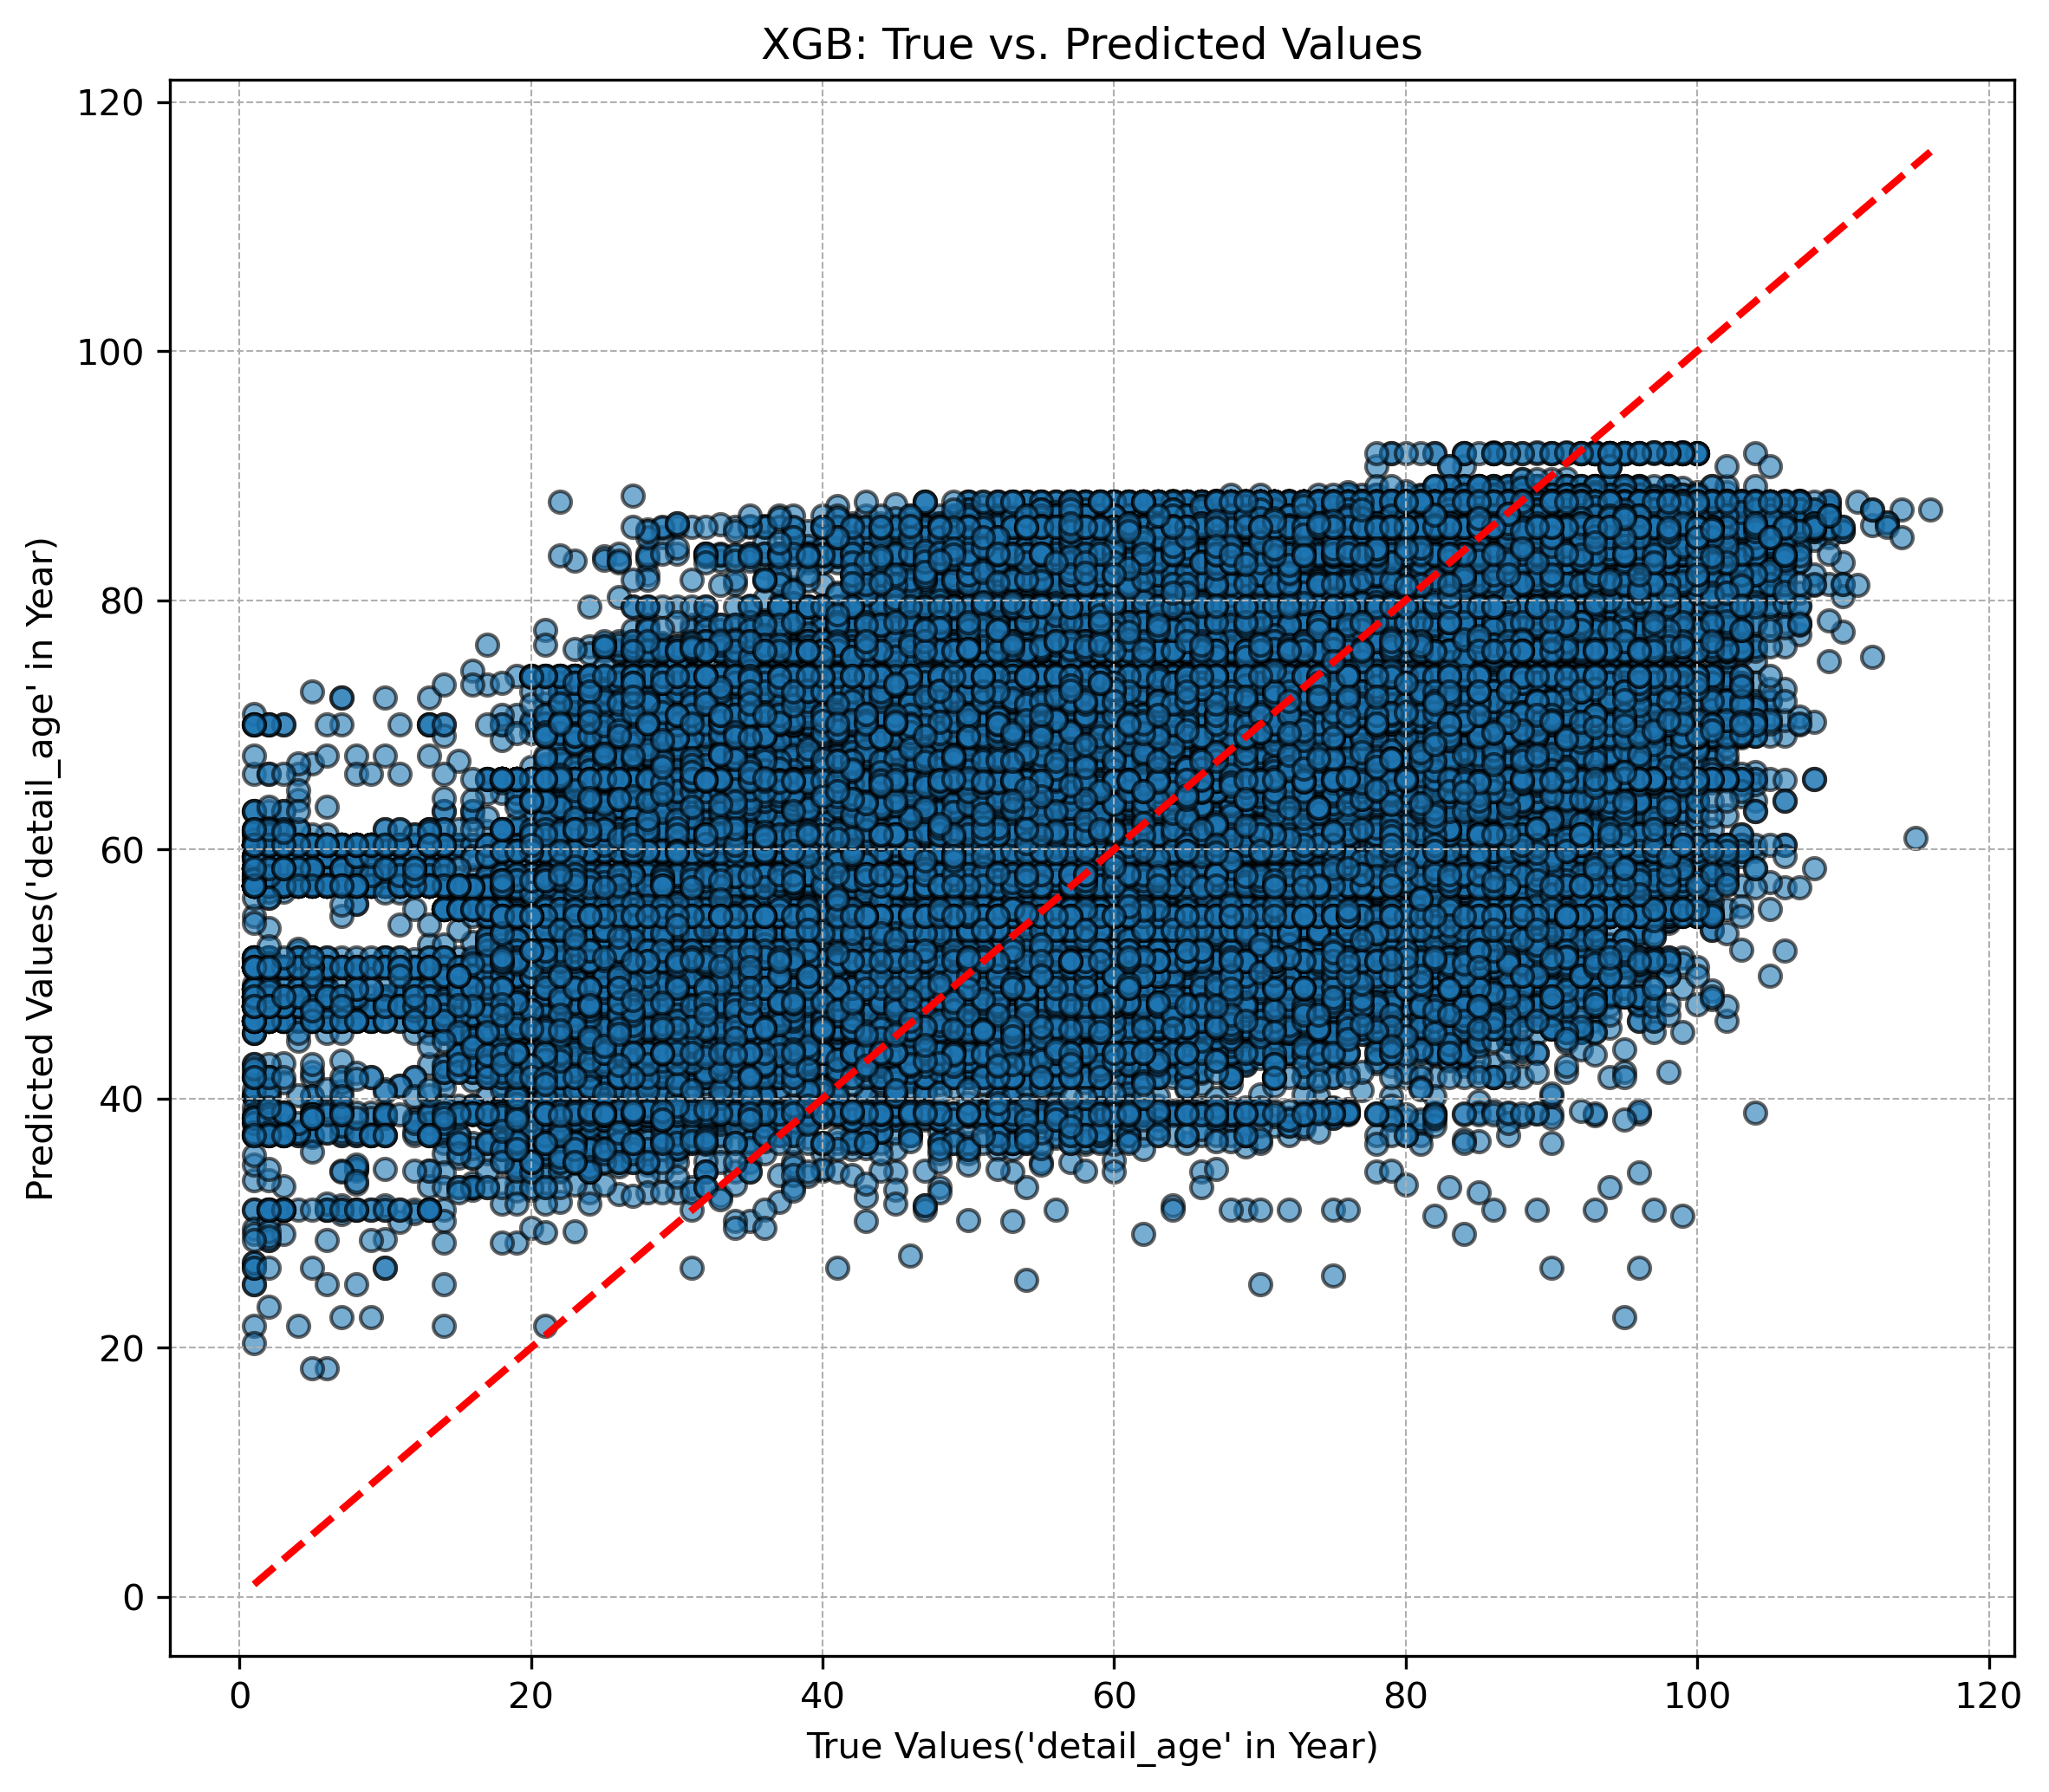 XGB: True vs. Predicted Values
Predicted Values('detail_age' in Year)
120
100
80
60
40
20
0
0 20 40 60 80 100 120
True Values('detail_age' in Year)